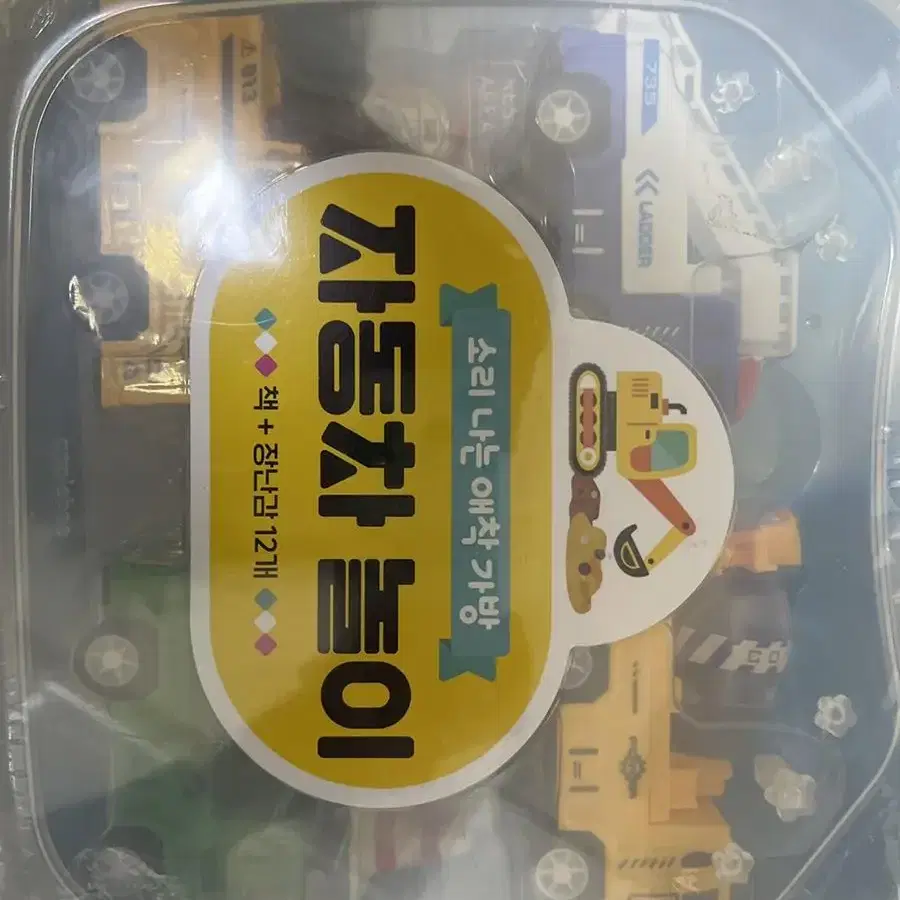 소리 나는 애착 가방
자동차 놀이
책 + 장난감 12개
735
LADDER